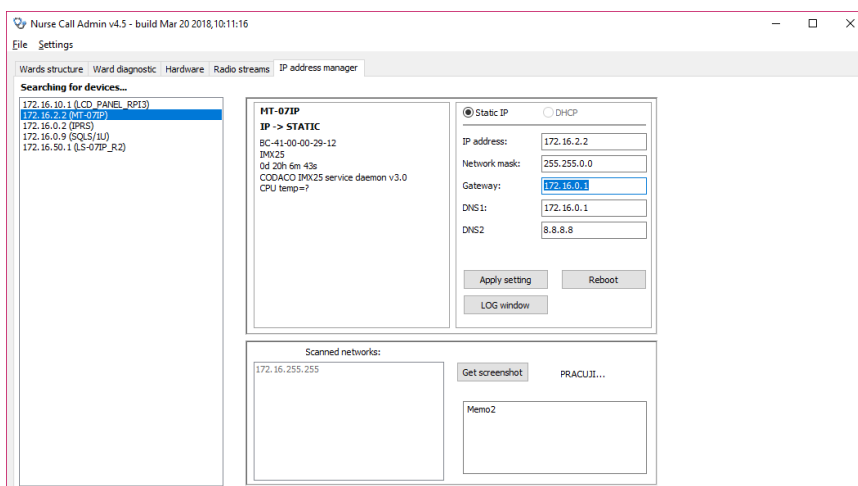 Nurse Call Admin v4.5 - build Mar 20 2018,10:11:16
File Settings
Wards structure Ward diagnostic Hardware Radio streams IP address manager
Searching for devices...
172.16.10.1 (LCD_PANEL_RPI3)
172.16.2.2 (MT-07IP)
172.16.0.2 (IPRS)
172.16.0.9 (SQLS/1U)
172.16.50.1 (LS-07IP_R2)
MT-07IP
IP -> STATIC
BC-41-00-00-29-12
IMX25
0d 20h 6m 43s
CODACO IMX25 service daemon v3.0
CPU temp=?
Static IP DHCP
IP address: 172.16.2.2
Network mask: 255.255.0.0
Gateway: 172.16.0.1
DNS1: 172.16.0.1
DNS2 8.8.8.8
Apply setting Reboot
LOG window
Scanned networks:
172.16.255.255
Get screenshot PRACUJI...
Memo2